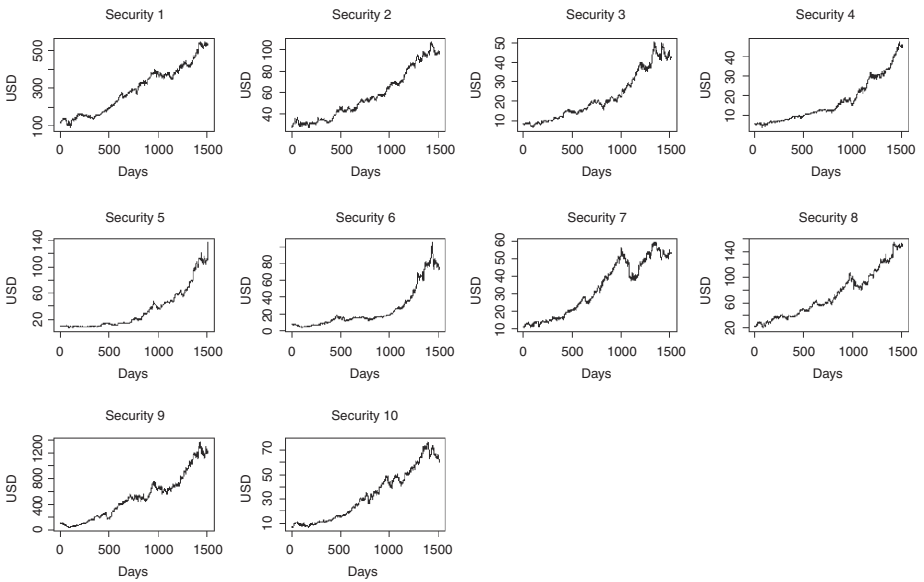 Security 1
Security 2
Security 3
Security 4
USD
100 300 500
0 500 1000 1500
Days
USD
40 60 80 100
0 500 1000 1500
Days
USD
10 20 30 40 50
0 500 1000 1500
Days
USD
10 20 30 40
0 500 1000 1500
Days
Security 5
Security 6
Security 7
Security 8
USD
20 60 100 140
0 500 1000 1500
Days
USD
0 20 40 60 80
0 500 1000 1500
Days
USD
10 20 30 40 50 60
0 500 1000 1500
Days
USD
20 60 100 150
0 500 1000 1500
Days
Security 9
Security 10
USD
0 400 800 1200
0 500 1000 1500
Days
USD
10 30 50 70
0 500 1000 1500
Days